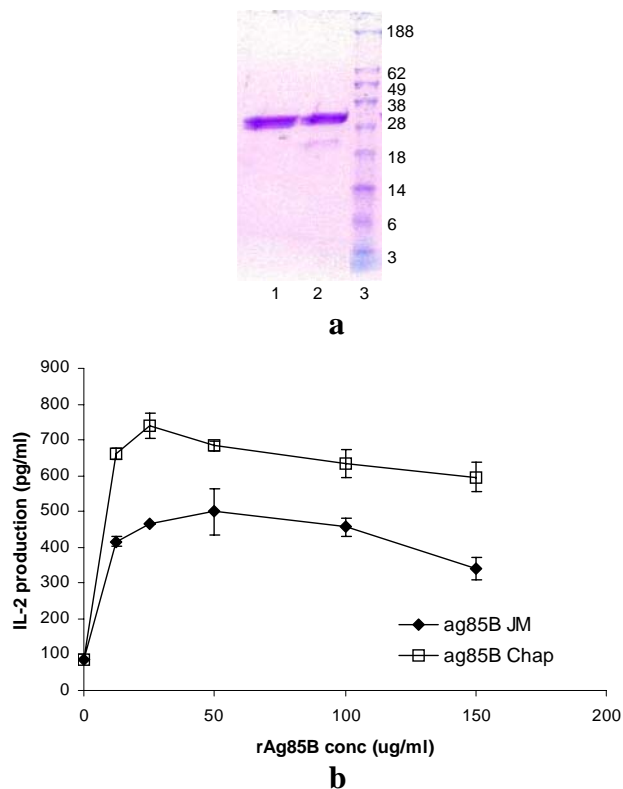 188
62
49
38
28
18
14
6
3
1 2 3
a
900
800
700
600
500
400
300
200
100
0
IL-2 production (pg/ml)
ag85B JM
ag85B Chap
0 50 100 150 200
rAg85B conc (ug/ml)
b